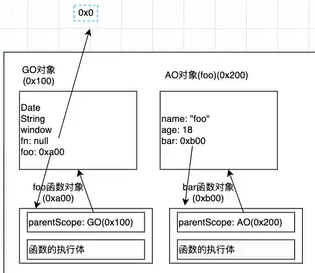 0x0
GO对象
(0x100)
AO对象(foo)(0x200)
Date
String
window
fn: null
foo: 0xa00
name: "foo"
age: 18
bar: 0xb00
foo函数对象
(0xa00)
bar函数对象
(0xb00)
parentScope: GO(0x100)
函数的执行体
parentScope: AO(0x200)
函数的执行体